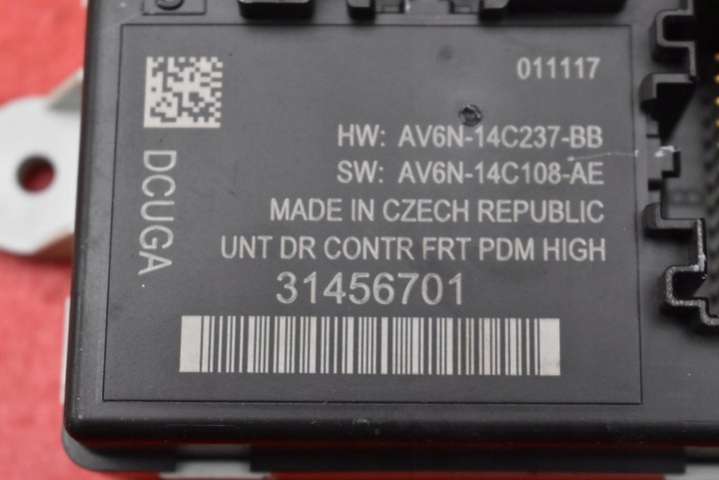 011117
HW: AV6N-14C237-BB
SW: AV6N-14C108-AE
MADE IN CZECH REPUBLIC
UNT DR CONTR FRT PDM HIGH
31456701
DCUGA